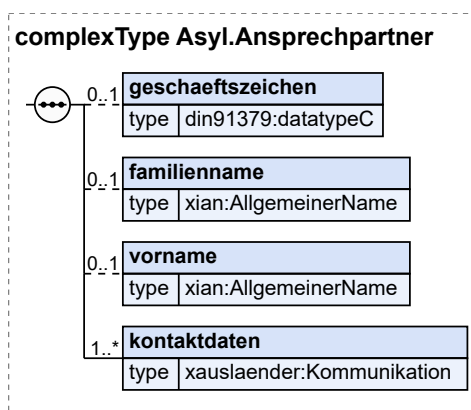 complexType Asyl.Ansprechpartner
0..1 geschaeftszeichen
type din91379:datatypeC
0..1 familienname
type xian:AllgemeinerName
0..1 vorname
type xian:AllgemeinerName
1..* kontaktdaten
type xauslaender:Kommunikation